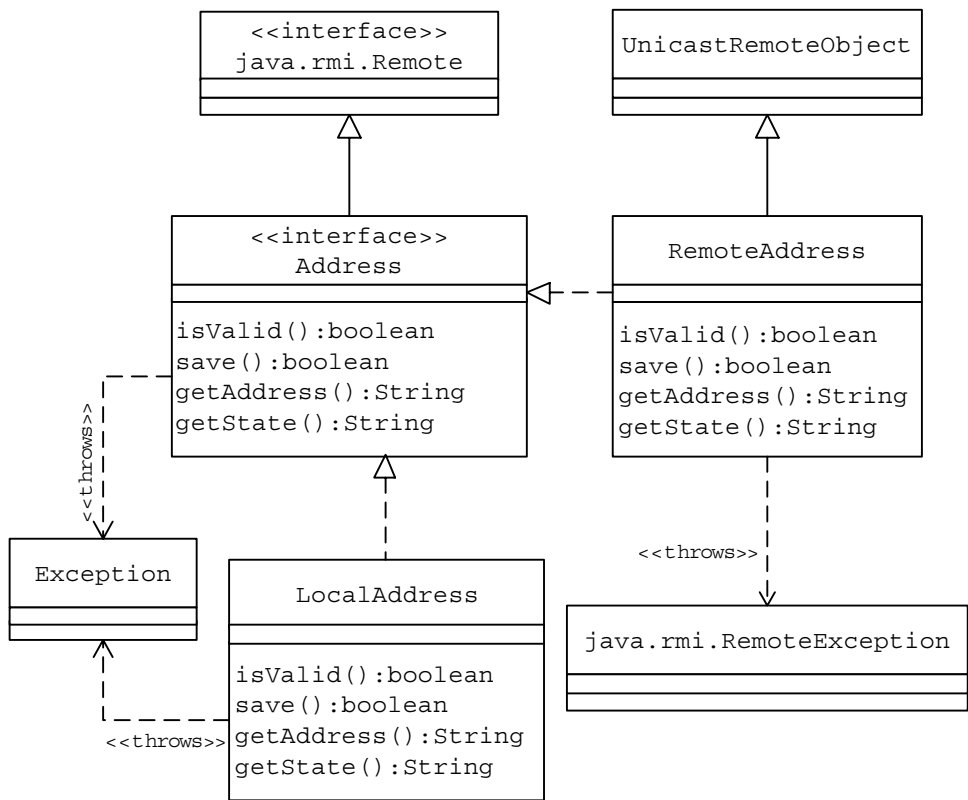 <<interface>>
java.rmi.Remote
UnicastRemoteObject
<<interface>>
Address
isValid():boolean
save():boolean
getAddress():String
getState():String
RemoteAddress
isValid():boolean
save():boolean
getAddress():String
getState():String
<<throws>>
<<throws>>
Exception
LocalAddress
isValid():boolean
save():boolean
getAddress():String
getState():String
java.rmi.RemoteException
<<throws>>